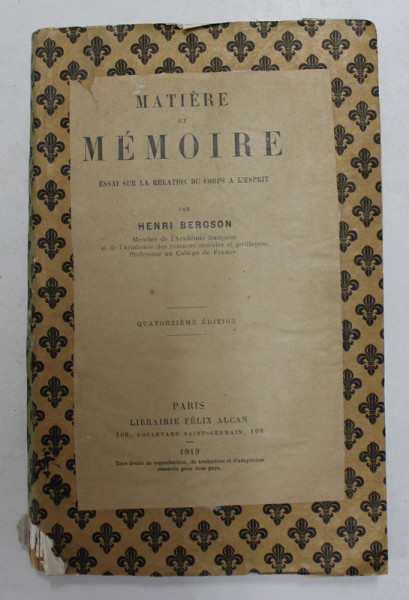 MATIÈRE
ET
MÉMOIRE
ESSAI SUR LA RELATION DU CORPS A L'ESPRIT
PAR
HENRI BERGSON
Membre de l'Académie française,
et de l'Académie des Sciences morales et politiques,
Professeur au Collège de France.
QUATORZIÈME ÉDITION
PARIS
LIBRAIRIE FÉLIX ALCAN
108, BOULEVARD SAINT-GERMAIN, 108
1919
Tous droits de reproduction, de traduction et d'adaptation
réservés pour tous pays.